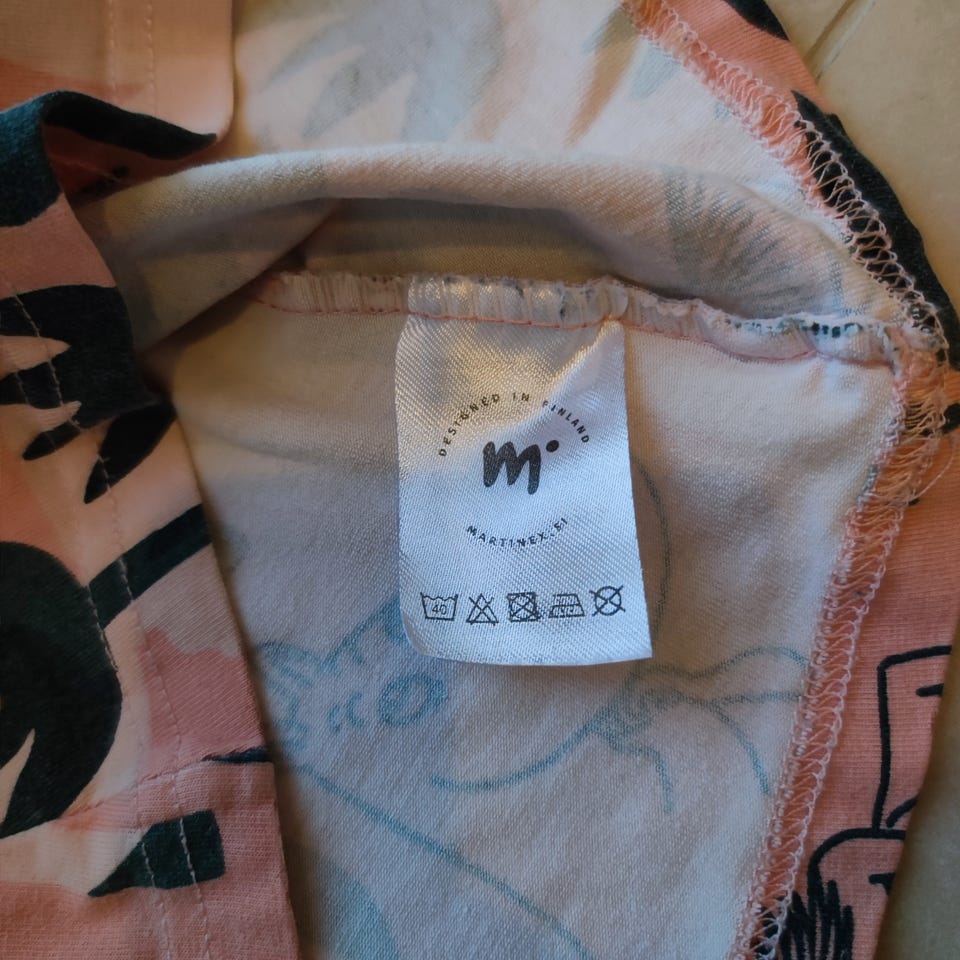 DESIGNED IN FINLAND
m
MARTINEX.FI
40